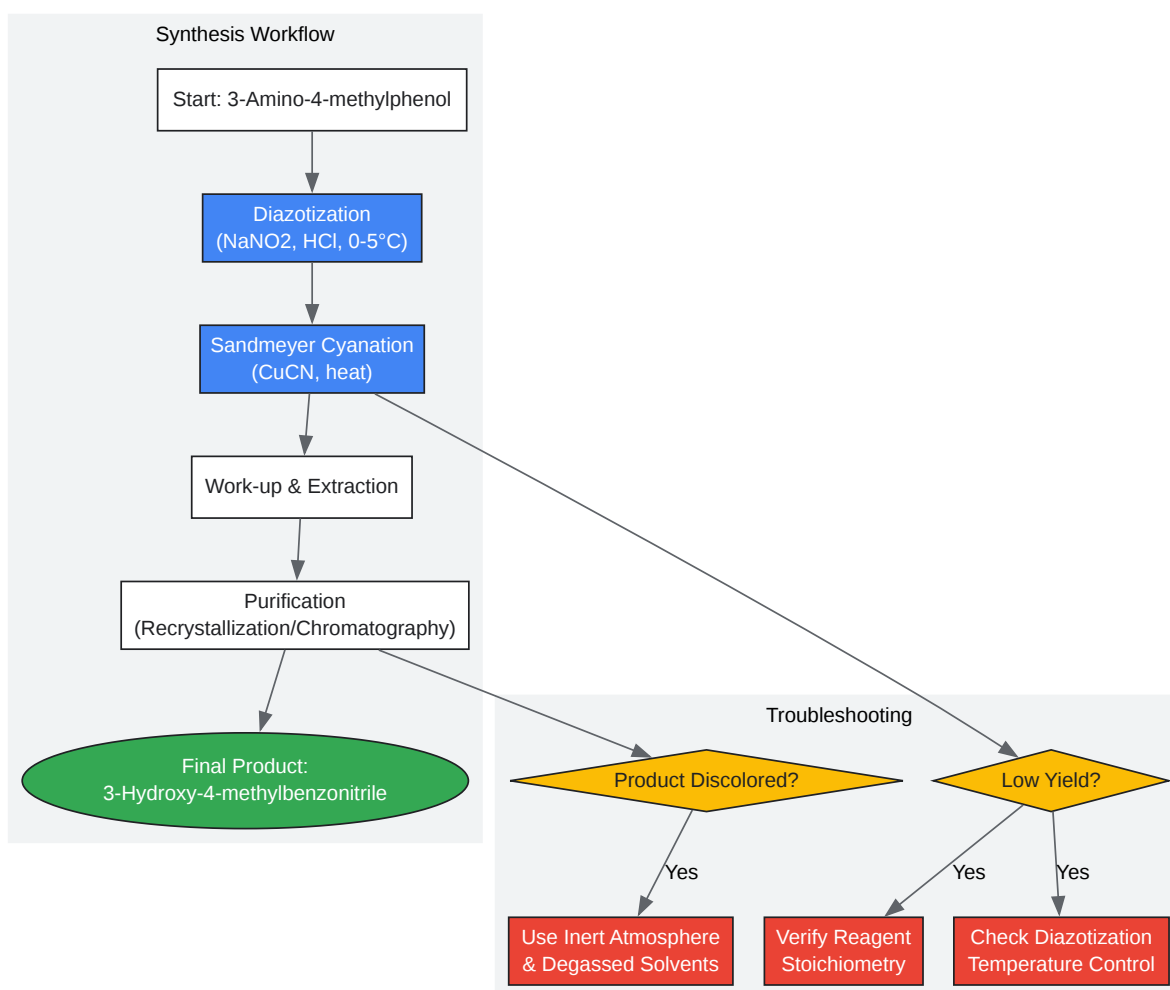 Synthesis Workflow
Start: 3-Amino-4-methylphenol
Diazotization
(NaNO2, HCl, 0-5°C)
Sandmeyer Cyanation
(CuCN, heat)
Work-up & Extraction
Purification
(Recrystallization/Chromatography)
Final Product:
3-Hydroxy-4-methylbenzonitrile
Troubleshooting
Product Discolored?
Low Yield?
Yes
Yes
Yes
Use Inert Atmosphere
& Degassed Solvents
Verify Reagent
Stoichiometry
Check Diazotization
Temperature Control